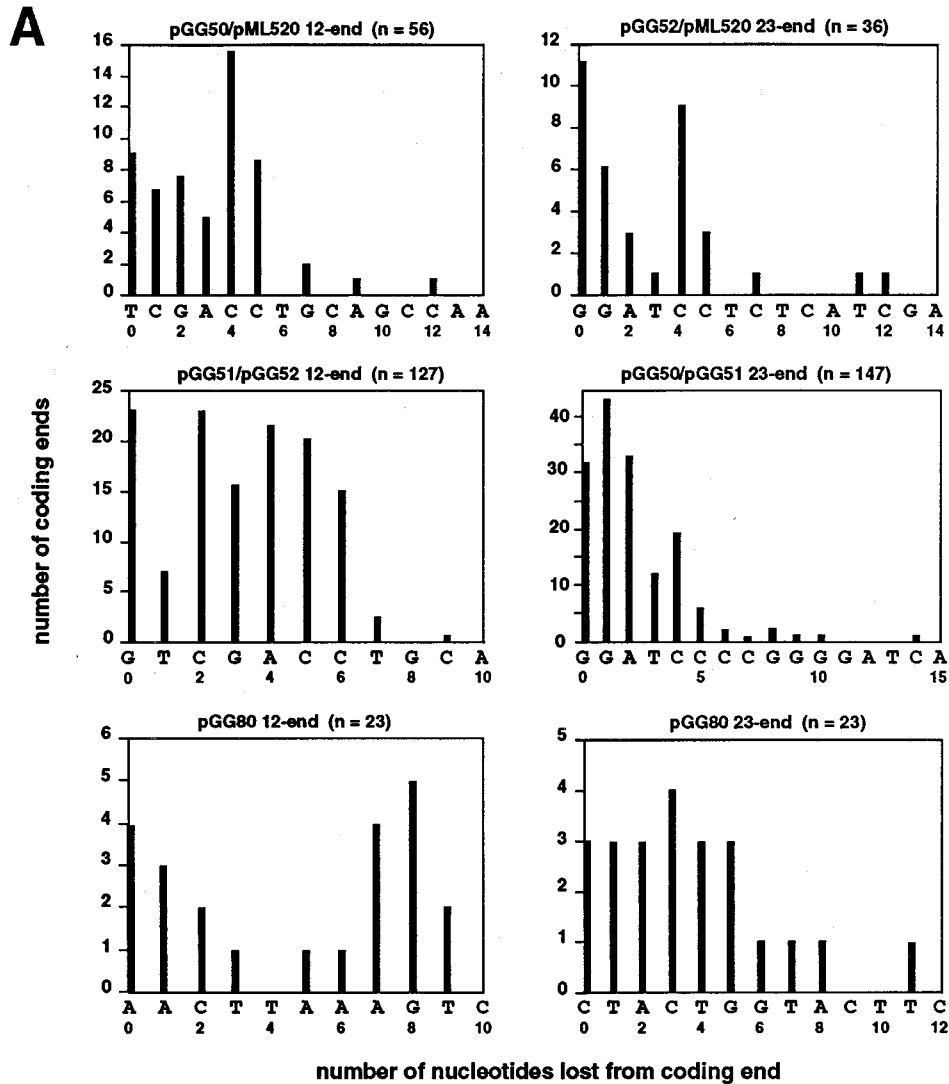 A
pGG50/pML520 12-end (n = 56)
16
14
12
10
8
6
4
2
0
T C G A C C T G C A G C C A A
0 2 4 6 8 10 12 14
pGG52/pML520 23-end (n = 36)
12
10
8
6
4
2
0
G G A T C C T C T C A T C G A
0 2 4 6 8 10 12 14
number of coding ends
pGG51/pGG52 12-end (n = 127)
25
20
15
10
5
0
G T C G A C C T G C A
0 2 4 6 8 10
pGG50/pGG51 23-end (n = 147)
40
30
20
10
0
G G A T C C C C G G G G A T C A
0 5 10 15
pGG80 12-end (n = 23)
6
5
4
3
2
1
0
A A C T T A A A G T C
0 2 4 6 8 10
pGG80 23-end (n = 23)
5
4
3
2
1
0
C T A C T G G T A C T T C
0 2 4 6 8 10 12
number of nucleotides lost from coding end